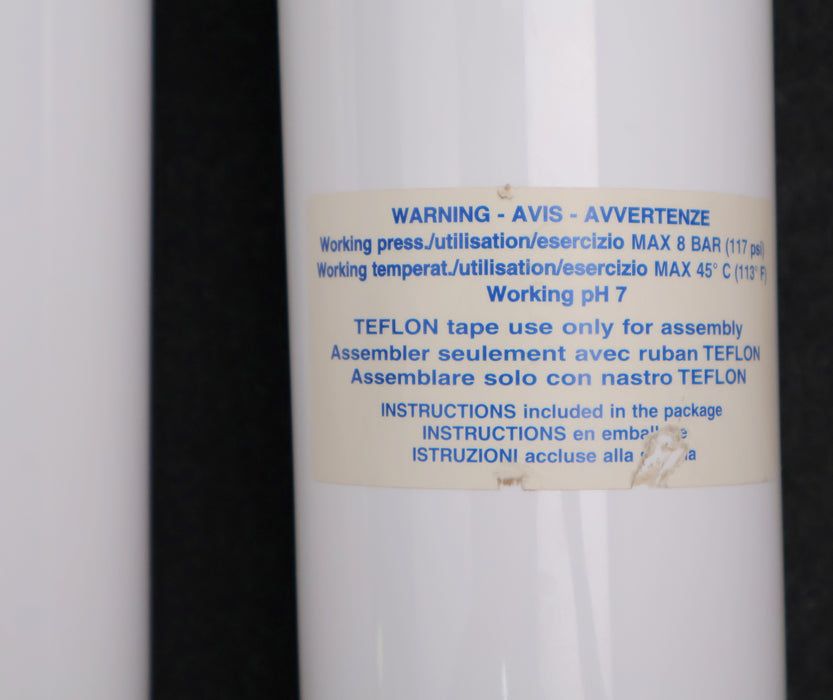 WARNING - AVIS - AVVERTENZE
Working press./utilisation/esercizio MAX 8 BAR (117 psi)
Working temperat./utilisation/esercizio MAX 45° C (113° F)
Working pH 7
TEFLON tape use only for assembly
Assembler seulement avec ruban TEFLON
Assemblare solo con nastro TEFLON
INSTRUCTIONS included in the package
INSTRUCTIONS en
ISTRUZIONI accluse alla